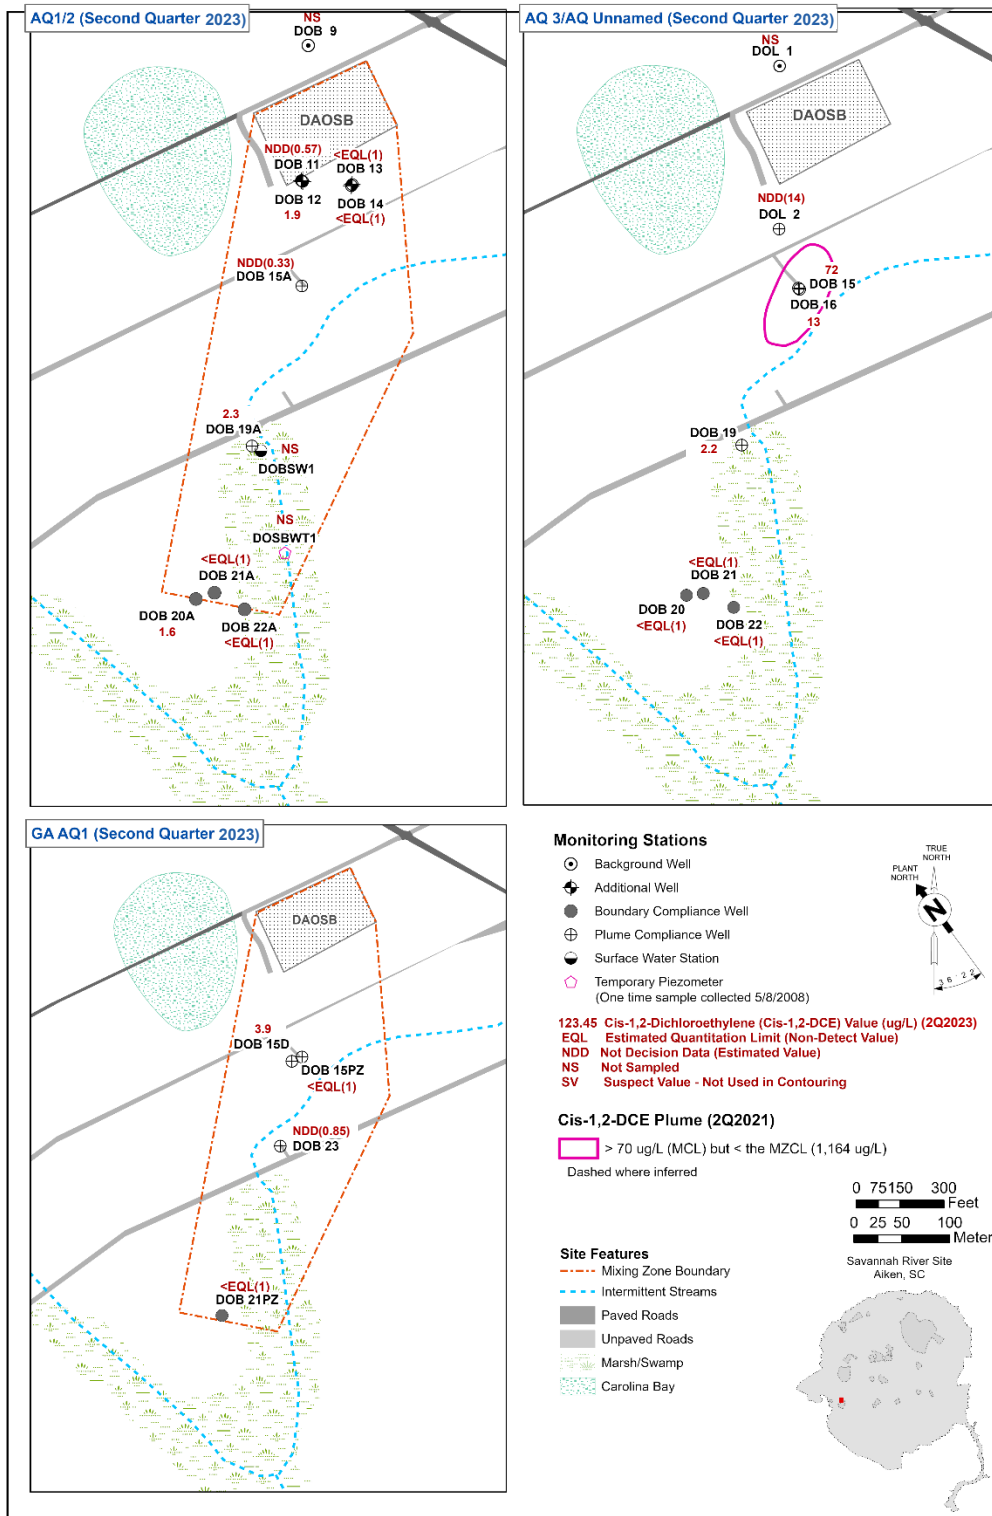 AQ1/2 (Second Quarter 2023)
NS
DOB 9
DAOSB
NDD(0.57)
DOB 11
<EQL(1)
DOB 13
DOB 12
DOB 14
1.9
<EQL(1)
NDD(0.33)
DOB 15A
2.3
DOB 19A
NS
DOBSW1
NS
DOSBWT1
<EQL(1)
DOB 21A
DOB 20A
DOB 22A
1.6
<EQL(1)
AQ 3/AQ Unnamed (Second Quarter 2023)
NS
DOL 1
DAOSB
NDD(14)
DOL 2
72
DOB 15
DOB 16
13
DOB 19
2.2
<EQL(1)
DOB 21
DOB 20
<EQL(1)
DOB 22
<EQL(1)
GA AQ1 (Second Quarter 2023)
DAOSB
3.9
DOB 15D
DOB 15PZ
<EQL(1)
NDD(0.85)
DOB 23
<EQL(1)
DOB 21PZ
Monitoring Stations
Background Well
Additional Well
Boundary Compliance Well
Plume Compliance Well
Surface Water Station
Temporary Piezometer
(One time sample collected 5/8/2008)
TRUE
NORTH
PLANT
NORTH
N
36-22
123.45 Cis-1,2-Dichloroethylene (Cis-1,2-DCE) Value (ug/L) (2Q2023)
EQL Estimated Quantitation Limit (Non-Detect Value)
NDD Not Decision Data (Estimated Value)
NS Not Sampled
SV Suspect Value - Not Used in Contouring
Cis-1,2-DCE Plume (2Q2021)
> 70 ug/L (MCL) but < the MZCL (1,164 ug/L)
Dashed where inferred
0 75150 300
Feet
0 25 50 100
Meter
Savannah River Site
Aiken, SC
Site Features
Mixing Zone Boundary
Intermittent Streams
Paved Roads
Unpaved Roads
Marsh/Swamp
Carolina Bay